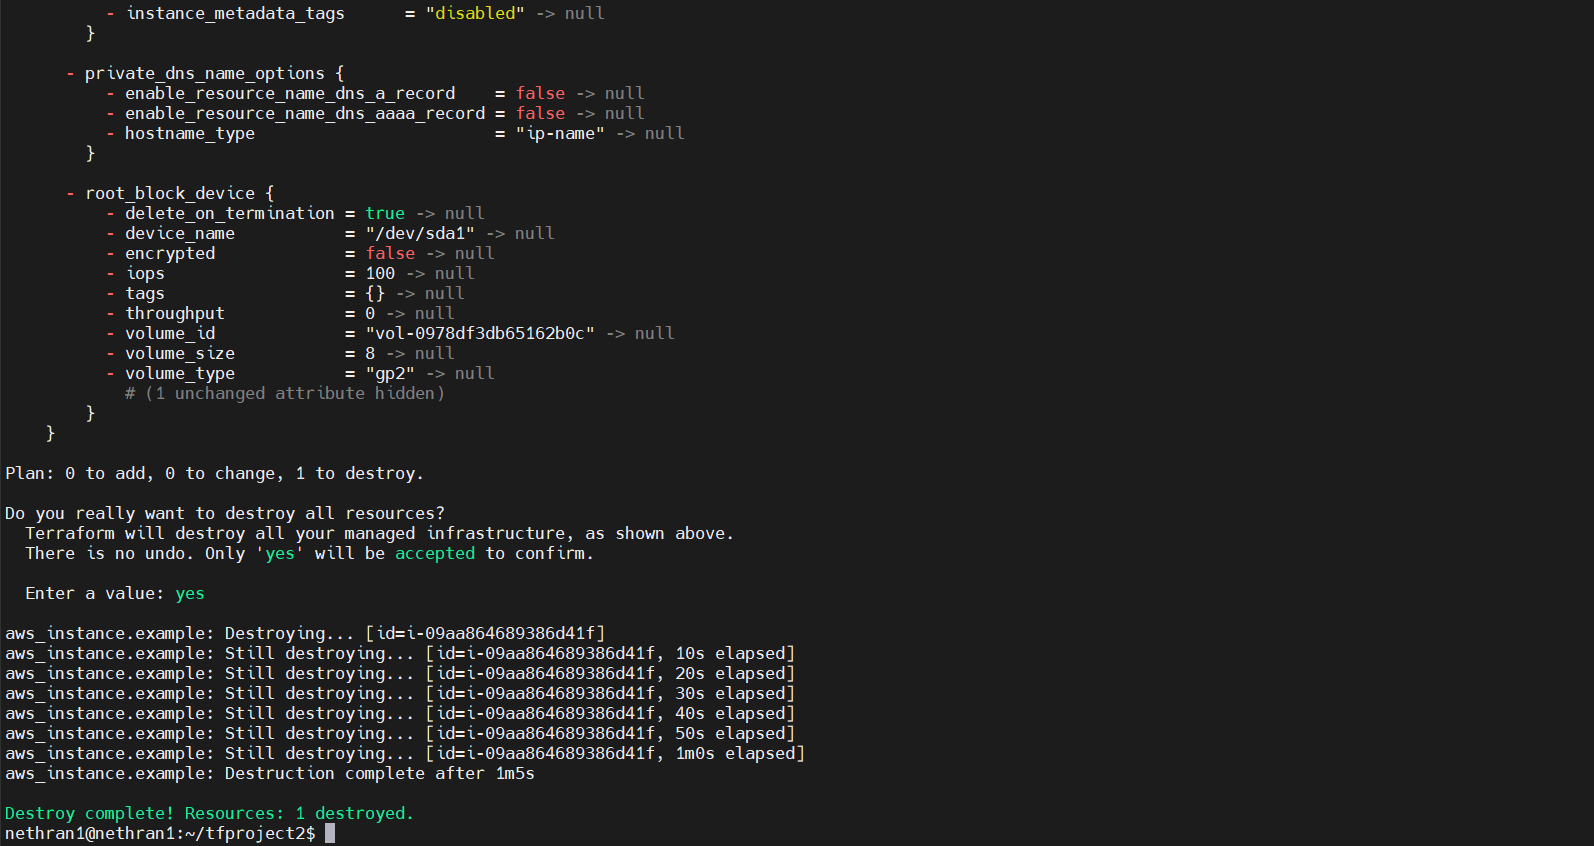 - instance_metadata_tags      = "disabled" -> null
}
- private_dns_name_options {
- enable_resource_name_dns_a_record    = false -> null
- enable_resource_name_dns_aaaa_record = false -> null
- hostname_type                        = "ip-name" -> null
}
- root_block_device {
- delete_on_termination = true -> null
- device_name           = "/dev/sda1" -> null
- encrypted             = false -> null
- iops                  = 100 -> null
- tags                  = {} -> null
- throughput            = 0 -> null
- volume_id             = "vol-0978df3db65162b0c" -> null
- volume_size           = 8 -> null
- volume_type           = "gp2" -> null
# (1 unchanged attribute hidden)
}
}
Plan: 0 to add, 0 to change, 1 to destroy.
Do you really want to destroy all resources?
Terraform will destroy all your managed infrastructure, as shown above.
There is no undo. Only 'yes' will be accepted to confirm.
Enter a value: yes
aws_instance.example: Destroying... [id=i-09aa864689386d41f]
aws_instance.example: Still destroying... [id=i-09aa864689386d41f, 10s elapsed]
aws_instance.example: Still destroying... [id=i-09aa864689386d41f, 20s elapsed]
aws_instance.example: Still destroying... [id=i-09aa864689386d41f, 30s elapsed]
aws_instance.example: Still destroying... [id=i-09aa864689386d41f, 40s elapsed]
aws_instance.example: Still destroying... [id=i-09aa864689386d41f, 50s elapsed]
aws_instance.example: Still destroying... [id=i-09aa864689386d41f, 1m0s elapsed]
aws_instance.example: Destruction complete after 1m5s
Destroy complete! Resources: 1 destroyed.
nethran1@nethran1:~/tfproject2$